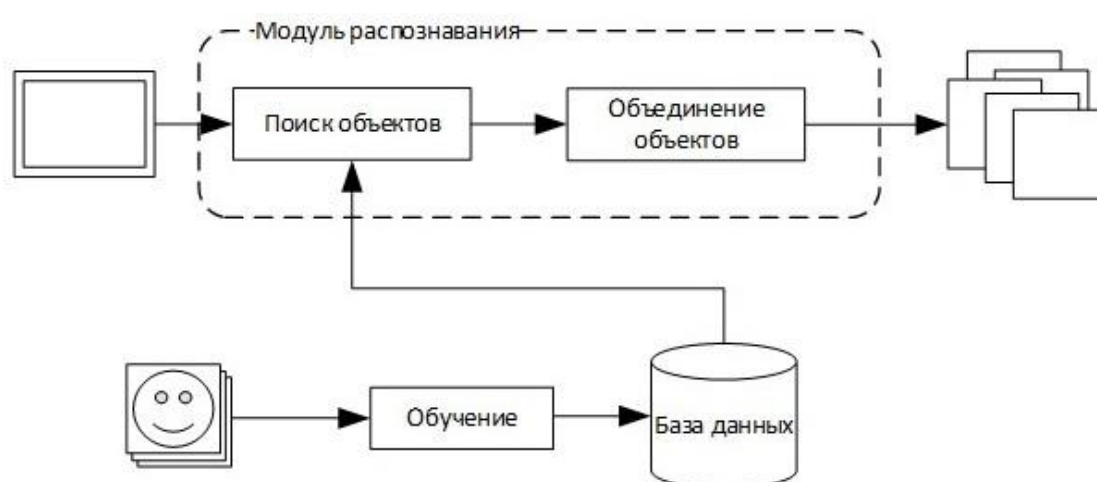 Модуль распознавания
Поиск объектов
Объединение
объектов
Обучение
База данных